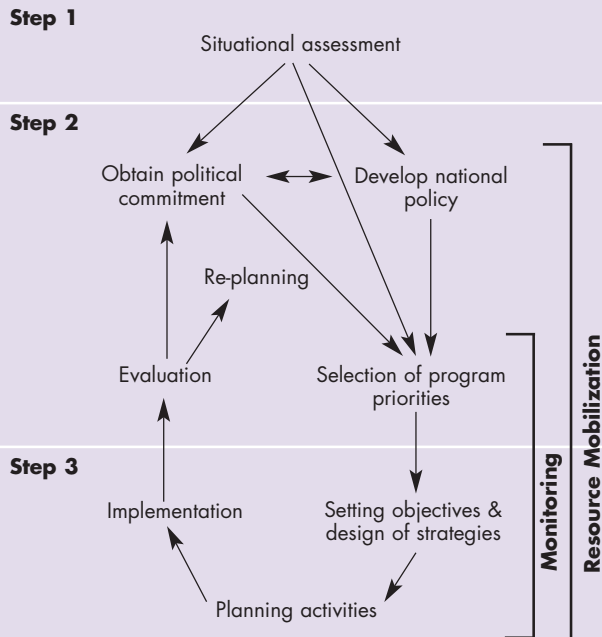 Step 1
Situational assessment
Step 2
Obtain political
commitment
Develop national
policy
Re-planning
Evaluation
Selection of program
priorities
Step 3
Implementation
Setting objectives &
design of strategies
Planning activities
Monitoring
Resource Mobilization